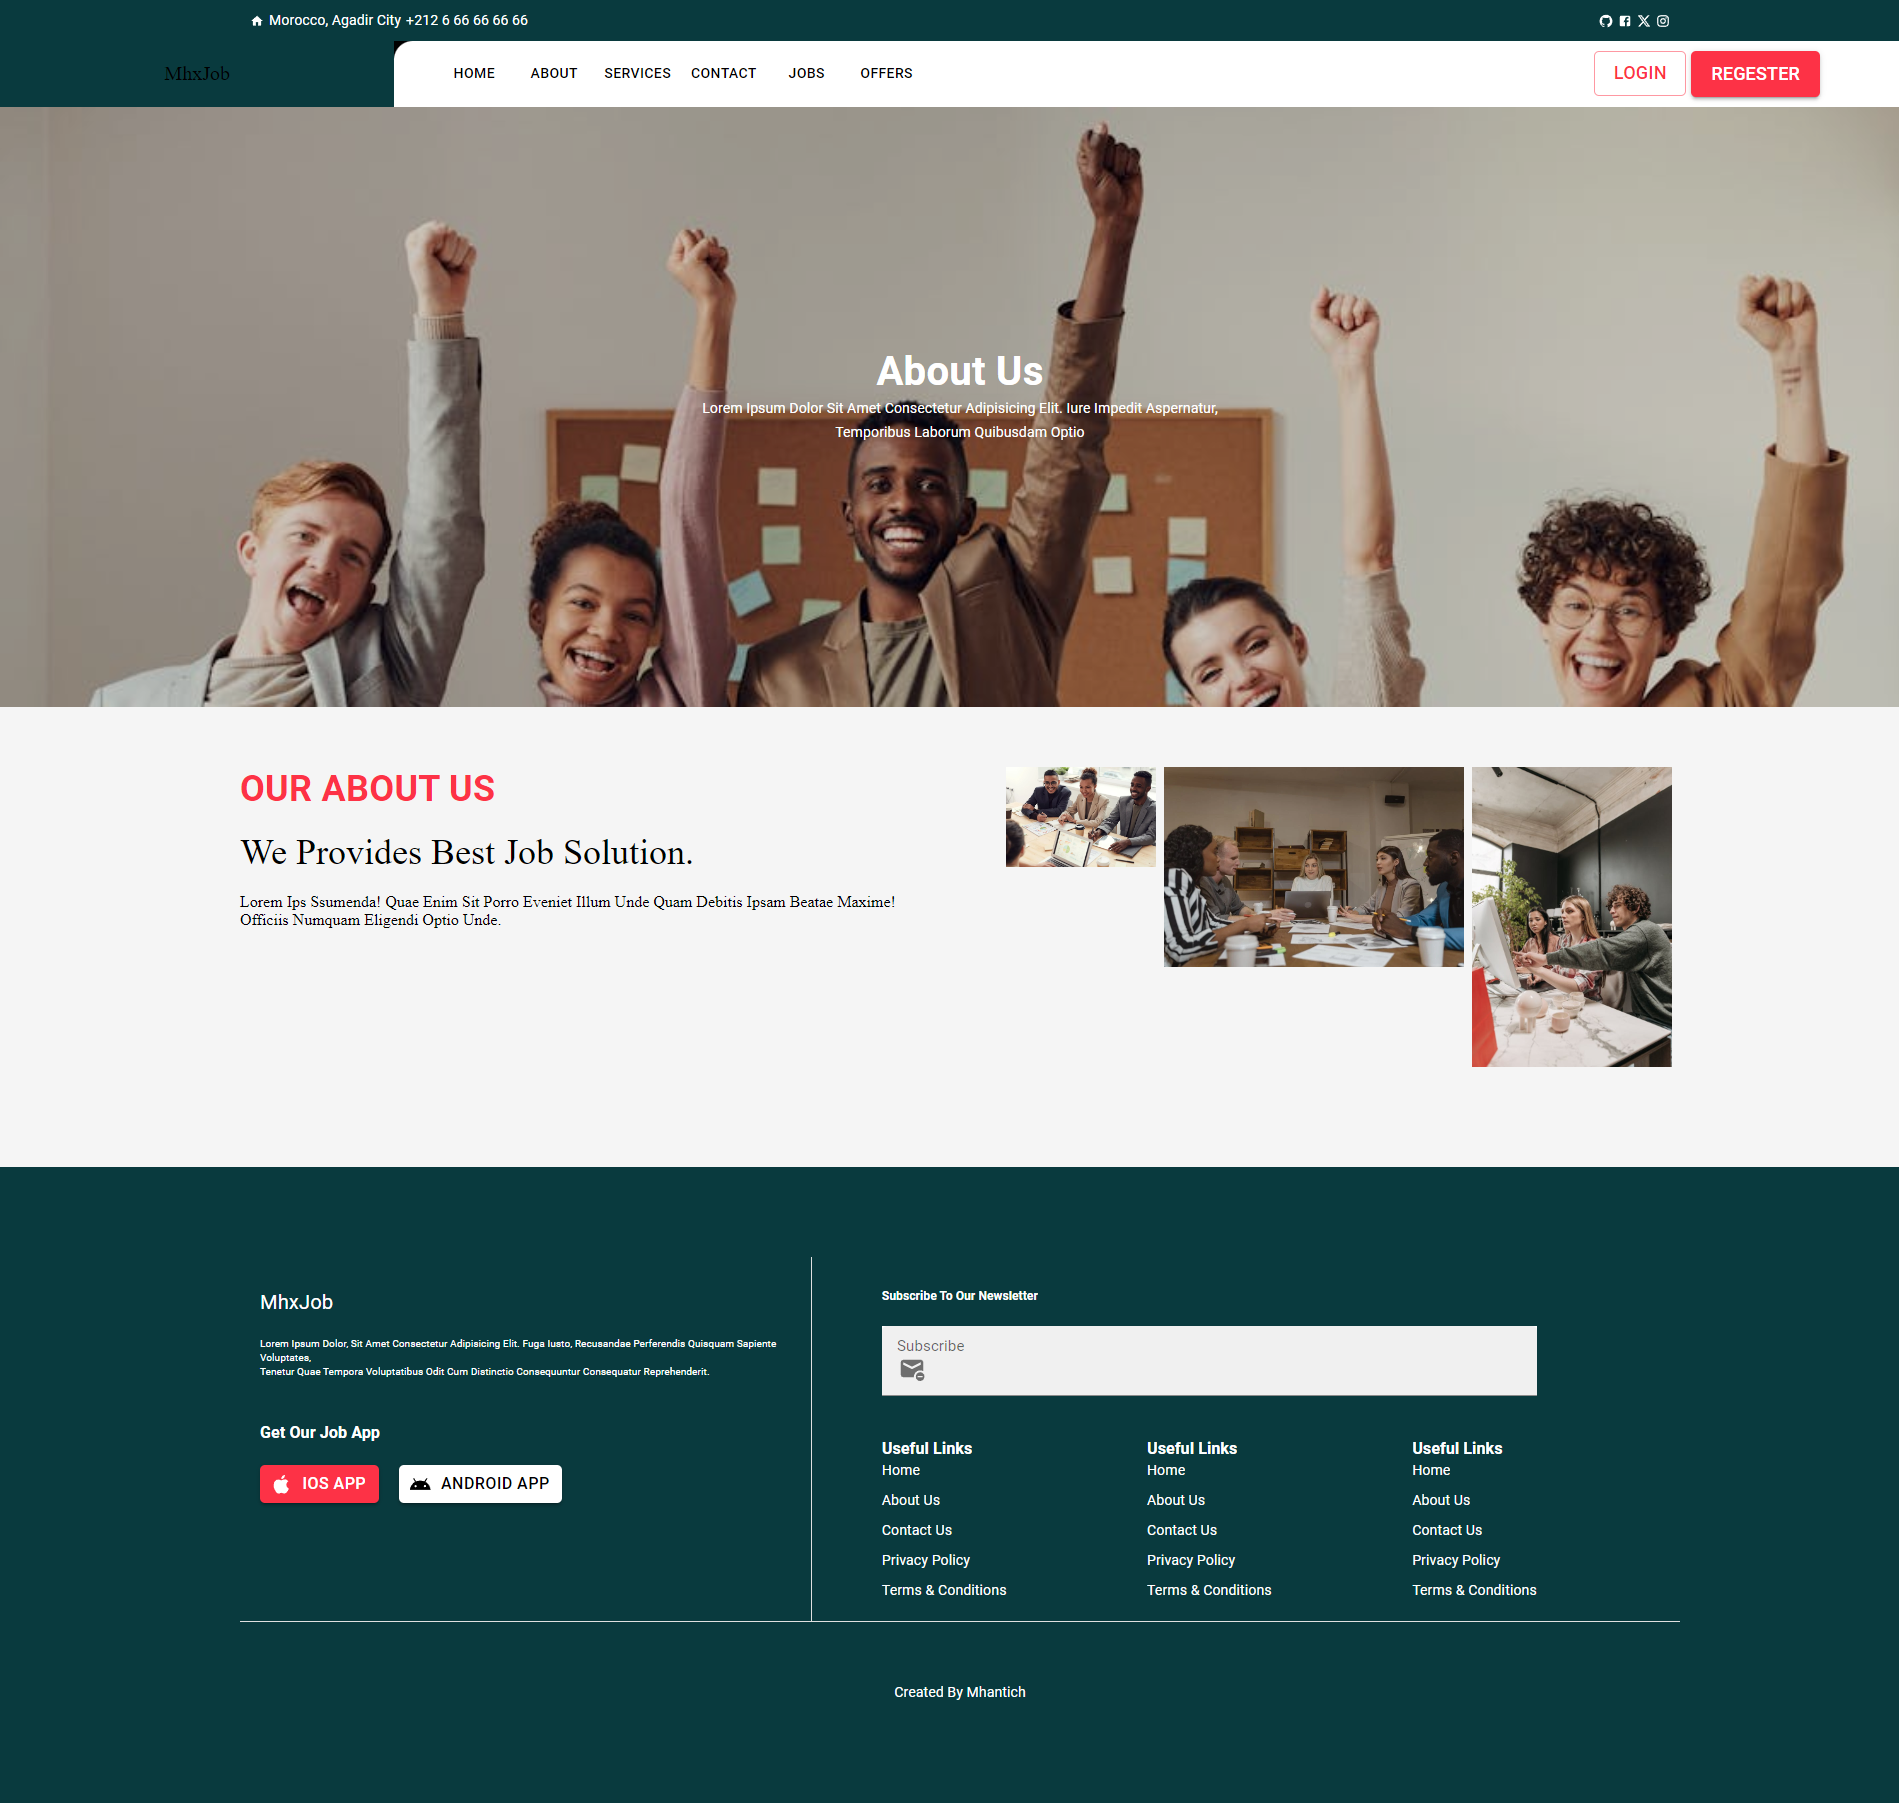 Morocco, Agadir City +212 6 66 66 66 66
MhxJob
HOME ABOUT SERVICES CONTACT JOBS OFFERS
LOGIN REGESTER
About Us
Lorem Ipsum Dolor Sit Amet Consectetur Adipisicing Elit. Iure Impedit Aspernatur,
Temporibus Laborum Quibusdam Optio
OUR ABOUT US
We Provides Best Job Solution.
Lorem Ips Ssumenda! Quae Enim Sit Porro Eveniet Illum Unde Quam Debitis Ipsam Beatae Maxime!
Officiis Numquam Eligendi Optio Unde.
MhxJob
Lorem Ipsum Dolor, Sit Amet Consectetur Adipisicing Elit. Fuga Iusto, Recusandae Perferendis Quisquam Sapiente
Voluptates,
Tenetur Quae Tempora Voluptatibus Odit Cum Distinctio Consequuntur Consequatur Reprehenderit.
Get Our Job App
IOS APP
ANDROID APP
Subscribe To Our Newsletter
Subscribe
Useful Links
Home
About Us
Contact Us
Privacy Policy
Terms & Conditions
Useful Links
Home
About Us
Contact Us
Privacy Policy
Terms & Conditions
Useful Links
Home
About Us
Contact Us
Privacy Policy
Terms & Conditions
Created By Mhantich